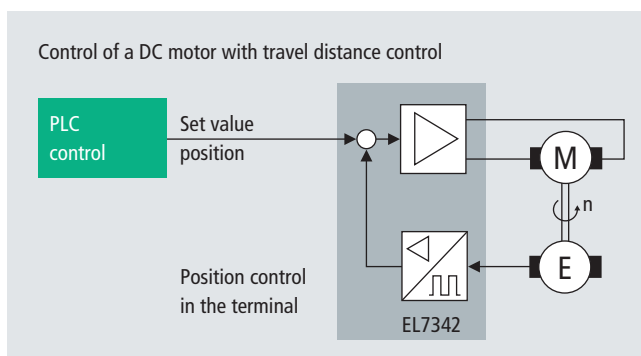 Control of a DC motor with travel distance control
PLC
control
Set value
position
M
n
E
Position control
in the terminal
EL7342